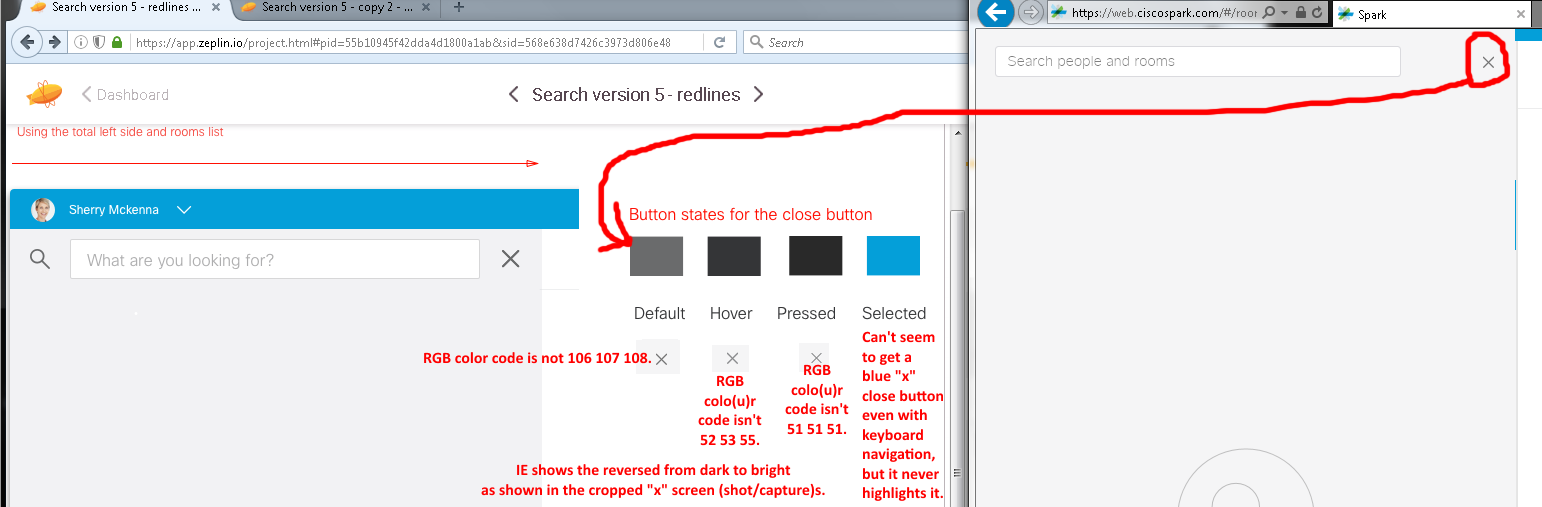 Search version 5 - redlines ...
Search version 5 - copy 2 - ...
https://app.zeplin.io/project.html#pid=55b10945f42dda4d1800a1ab&sid=568e638d7426c3973d806e48
Search
Dashboard
Search version 5 - redlines
Using the total left side and rooms list
Sherry Mckenna
What are you looking for?
Button states for the close button
Default
Hover
Pressed
Selected
RGB color code is not 106 107 108.
RGB
colo(u)r
code isn't
52 53 55.
RGB
colo(u)r
code isn't
51 51 51.
Can't seem
to get a
blue "x"
close button
even with
keyboard
navigation,
but it never
highlights it.
IE shows the reversed from dark to bright
as shown in the cropped "x" screen (shot/capture)s.
https://web.ciscospark.com/#/roor
Spark
Search people and rooms